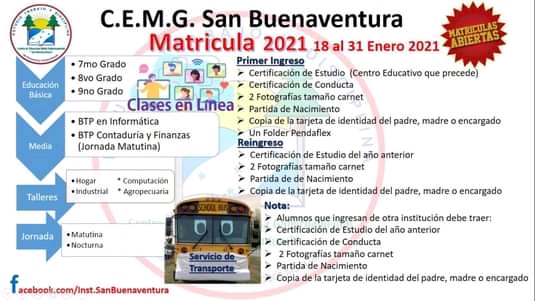 C.E.M.G. San Buenaventura
Matricula 2021 18 al 31 Enero 2021
MATRICULAS
ABIERTAS
Educación
Básica
➤ 7mo Grado
➤ 8vo Grado
➤ 9no Grado
Clases en Línea
Media
➤ BTP en Informática
➤ BTP Contaduría y Finanzas
(Jornada Matutina)
Talleres
•Hogar * Computación
•Industrial * Agropecuaria
Jornada
•Matutina
•Nocturna
Primer Ingreso
➤ Certificación de Estudio (Centro Educativo que precede)
➤ Certificación de Conducta
➤ 2 Fotografías tamaño carnet
➤ Partida de Nacimiento
➤ Copia de la tarjeta de identidad del padre, madre o encargado
➤ Un Folder Pendaflex
Reingreso
➤ Certificación de Estudio del año anterior
➤ 2 Fotografías tamaño carnet
➤ Partida de de Nacimiento
➤ Copia de la tarjeta de identidad del padre, madre o encargado
Nota:
➤ Alumnos que ingresan de otra institución debe traer:
➤ Certificación de Estudio del año anterior
➤ Certificación de Conducta
➤ 2 Fotografías tamaño carnet
➤ Partida de Nacimiento
➤ Copia de la tarjeta de identidad del padre, madre o encargado
SCHOOL BUS
Servicio de
Transporte
facebook.com/Inst.SanBuenaventura